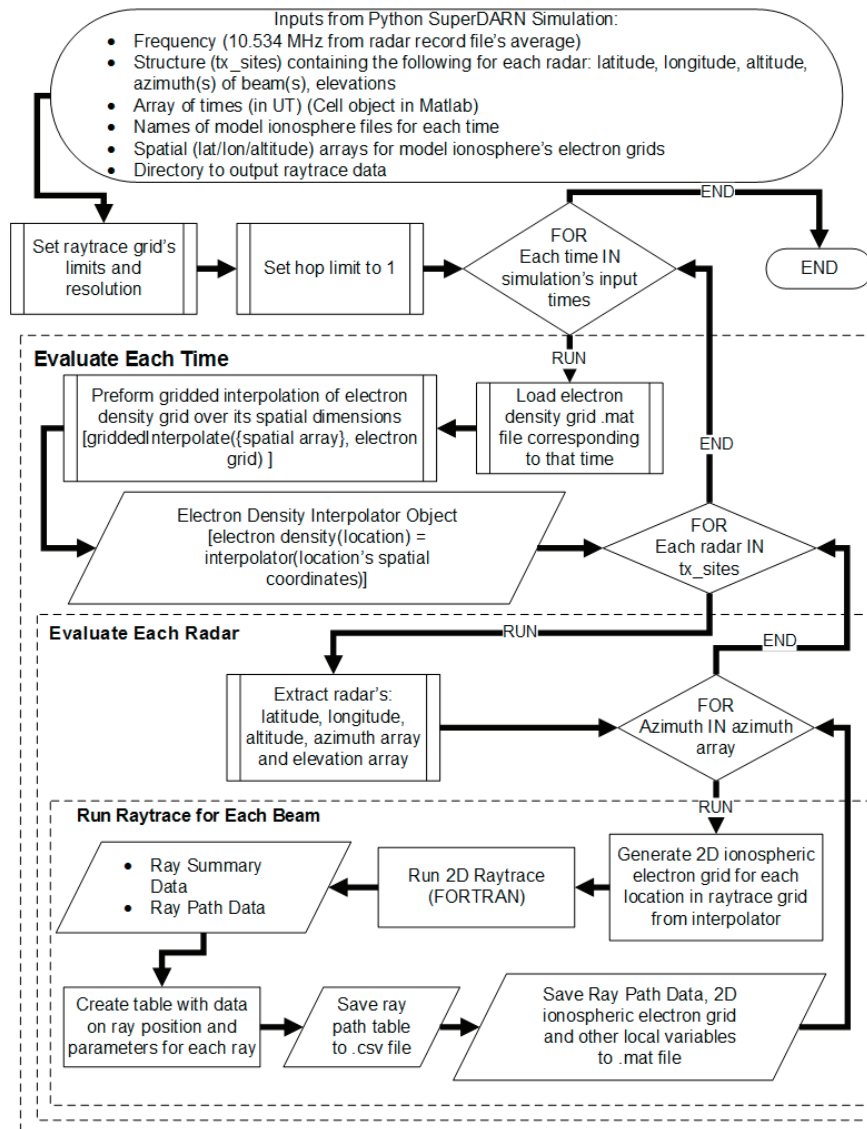 Inputs from Python SuperDARN Simulation:
• Frequency (10.534 MHz from radar record file's average)
• Structure (tx_sites) containing the following for each radar: latitude, longitude, altitude,
azimuth(s) of beam(s), elevations
• Array of times (in UT) (Cell object in Matlab)
• Names of model ionosphere files for each time
• Spatial (lat/lon/altitude) arrays for model ionosphere's electron grids
• Directory to output raytrace data
END
Set raytrace grid's
limits and
resolution
Set hop limit to 1
FOR
Each time IN
simulation's input
times
END
RUN
Evaluate Each Time
Preform gridded interpolation of electron
density grid over its spatial dimensions
[griddedInterpolate({spatial array}, electron
grid) ]
Load electron
density grid .mat
file corresponding
to that time
END
Electron Density Interpolator Object
[electron density(location) =
interpolator(location's spatial
coordinates)]
FOR
Each radar IN
tx_sites
RUN
Evaluate Each Radar
END
Extract radar's:
latitude, longitude,
altitude, azimuth array
and elevation array
FOR
Azimuth IN azimuth
array
RUN
Run Raytrace for Each Beam
• Ray Summary
Data
• Ray Path Data
Run 2D Raytrace
(FORTRAN)
Generate 2D ionospheric
electron grid for each
location in raytrace grid
from interpolator
Create table with data
on ray position and
parameters for each ray
Save ray
path table
to .csv file
Save Ray Path Data, 2D
ionospheric electron grid
and other local variables
to .mat file